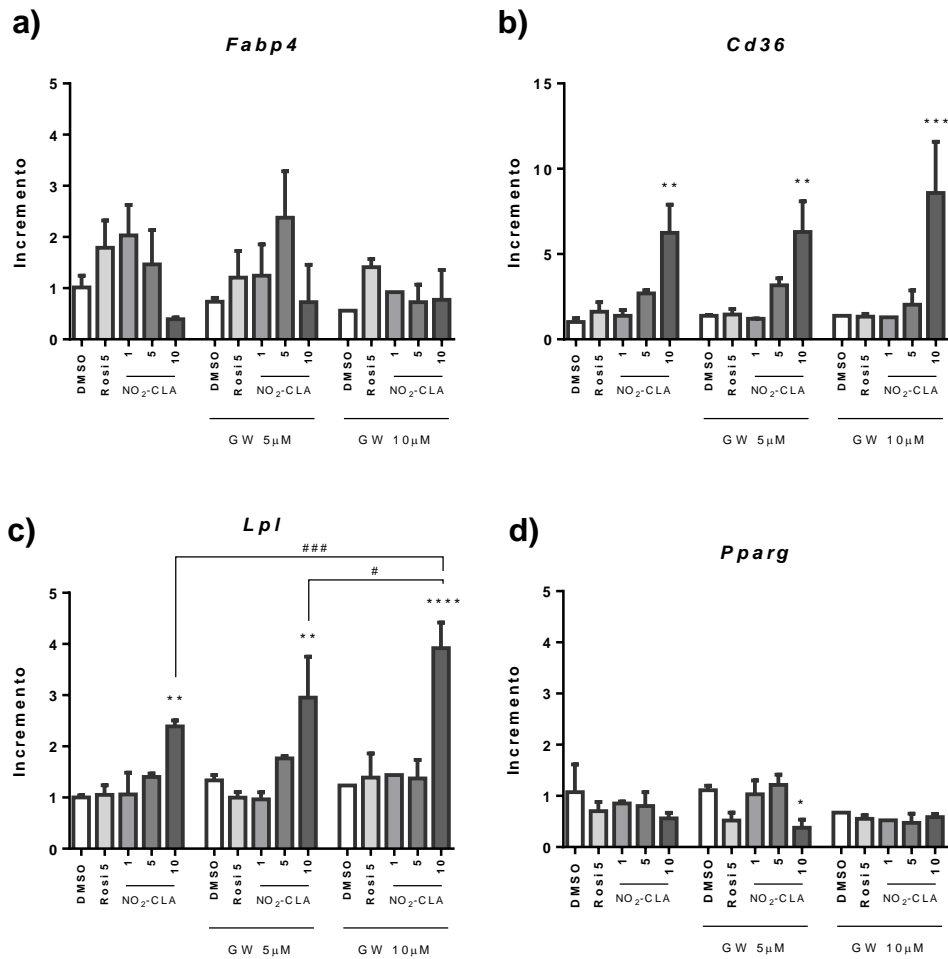 a)
Fabp4
Incremento
5
4
3
2
1
0
DMSO
Rosi 5
1
5
10
DMSO
Rosi 5
1
5
10
DMSO
Rosi 5
1
5
10
NO2-CLA
NO2-CLA
NO2-CLA
GW 5μM
GW 10μM
b)
Cd36
Incremento
15
10
5
0
**
**
***
DMSO
Rosi 5
1
5
10
DMSO
Rosi 5
1
5
10
DMSO
Rosi 5
1
5
10
NO2-CLA
NO2-CLA
NO2-CLA
GW 5μM
GW 10μM
c)
Lpl
###
#
Incremento
5
4
3
2
1
0
**
**
****
DMSO
Rosi 5
1
5
10
DMSO
Rosi 5
1
5
10
DMSO
Rosi 5
1
5
10
NO2-CLA
NO2-CLA
NO2-CLA
GW 5μM
GW 10μM
d)
Pparg
Incremento
5
4
3
2
1
0
*
DMSO
Rosi 5
1
5
10
DMSO
Rosi 5
1
5
10
DMSO
Rosi 5
1
5
10
NO2-CLA
NO2-CLA
NO2-CLA
GW 5μM
GW 10μM